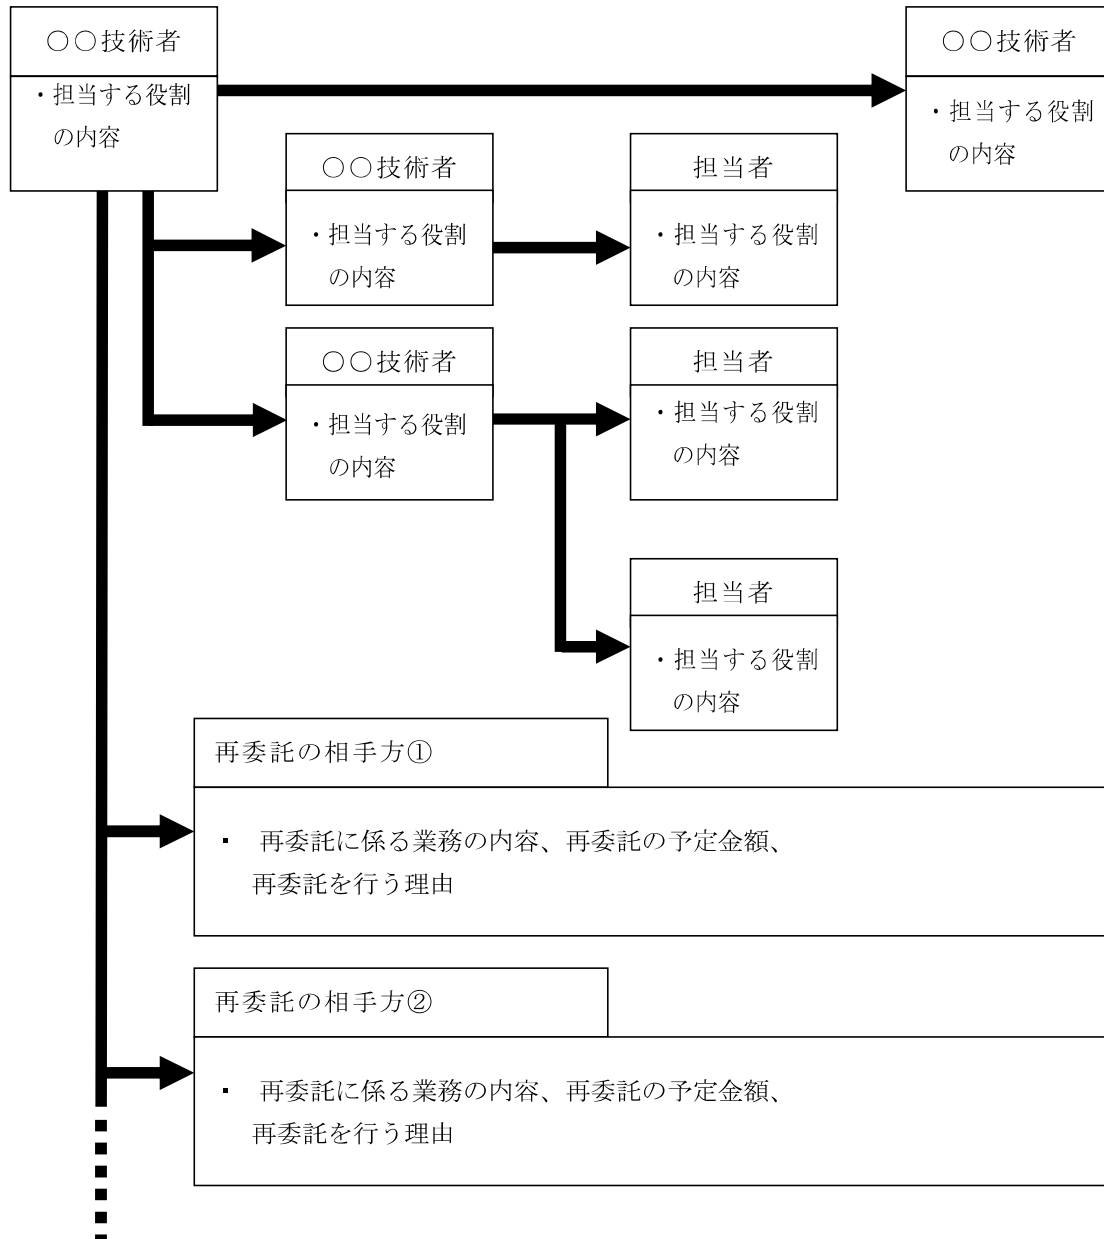 ○○技術者
・担当する役割
の内容
○○技術者
・担当する役割
の内容
○○技術者
・担当する役割
の内容
担当者
・担当する役割
の内容
○○技術者
・担当する役割
の内容
担当者
・担当する役割
の内容
担当者
・担当する役割
の内容
再委託の相手方①
・ 再委託に係る業務の内容、再委託の予定金額、
再委託を行う理由
再委託の相手方②
・ 再委託に係る業務の内容、再委託の予定金額、
再委託を行う理由